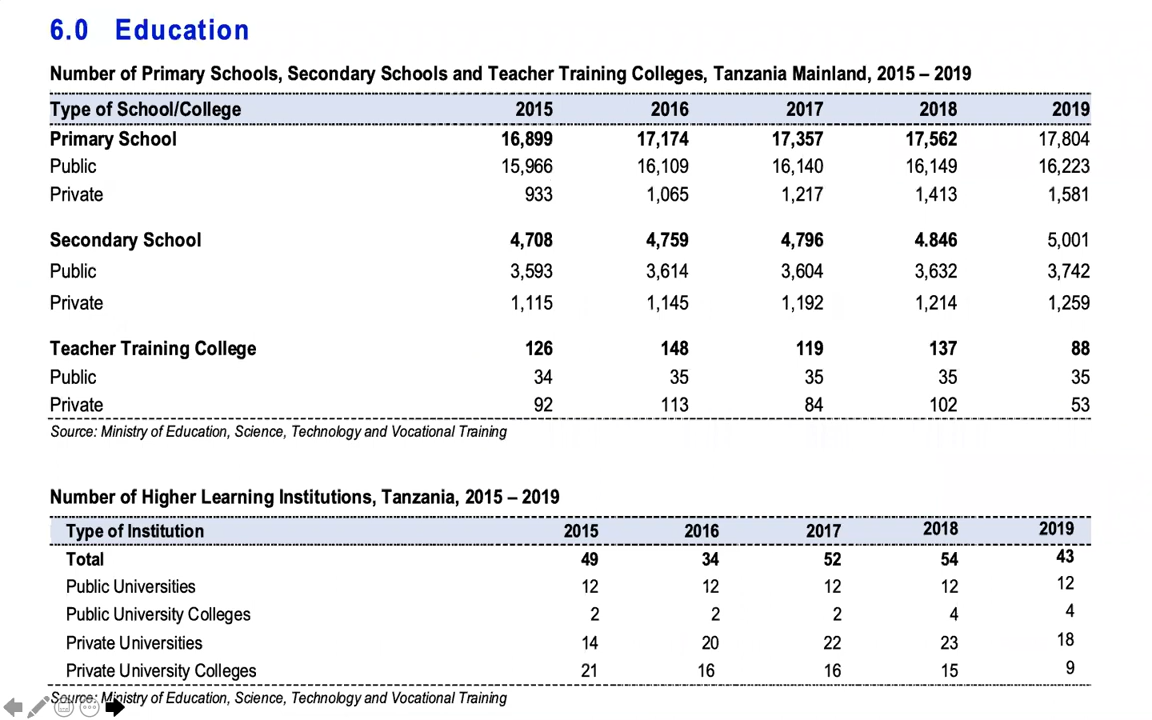 6.0 Education
Number of Primary Schools, Secondary Schools and Teacher Training Colleges, Tanzania Mainland, 2015 – 2019
Type of School/College 2015 2016 2017 2018 2019
Primary School 16,899 17,174 17,357 17,562 17,804
Public 15,966 16,109 16,140 16,149 16,223
Private 933 1,065 1,217 1,413 1,581
Secondary School 4,708 4,759 4,796 4.846 5,001
Public 3,593 3,614 3,604 3,632 3,742
Private 1,115 1,145 1,192 1,214 1,259
Teacher Training College 126 148 119 137 88
Public 34 35 35 35 35
Private 92 113 84 102 53
Source: Ministry of Education, Science, Technology and Vocational Training
Number of Higher Learning Institutions, Tanzania, 2015 – 2019
Type of Institution 2015 2016 2017 2018 2019
Total 49 34 52 54 43
Public Universities 12 12 12 12 12
Public University Colleges 2 2 2 4 4
Private Universities 14 20 22 23 18
Private University Colleges 21 16 16 15 9
Source: Ministry of Education, Science, Technology and Vocational Training